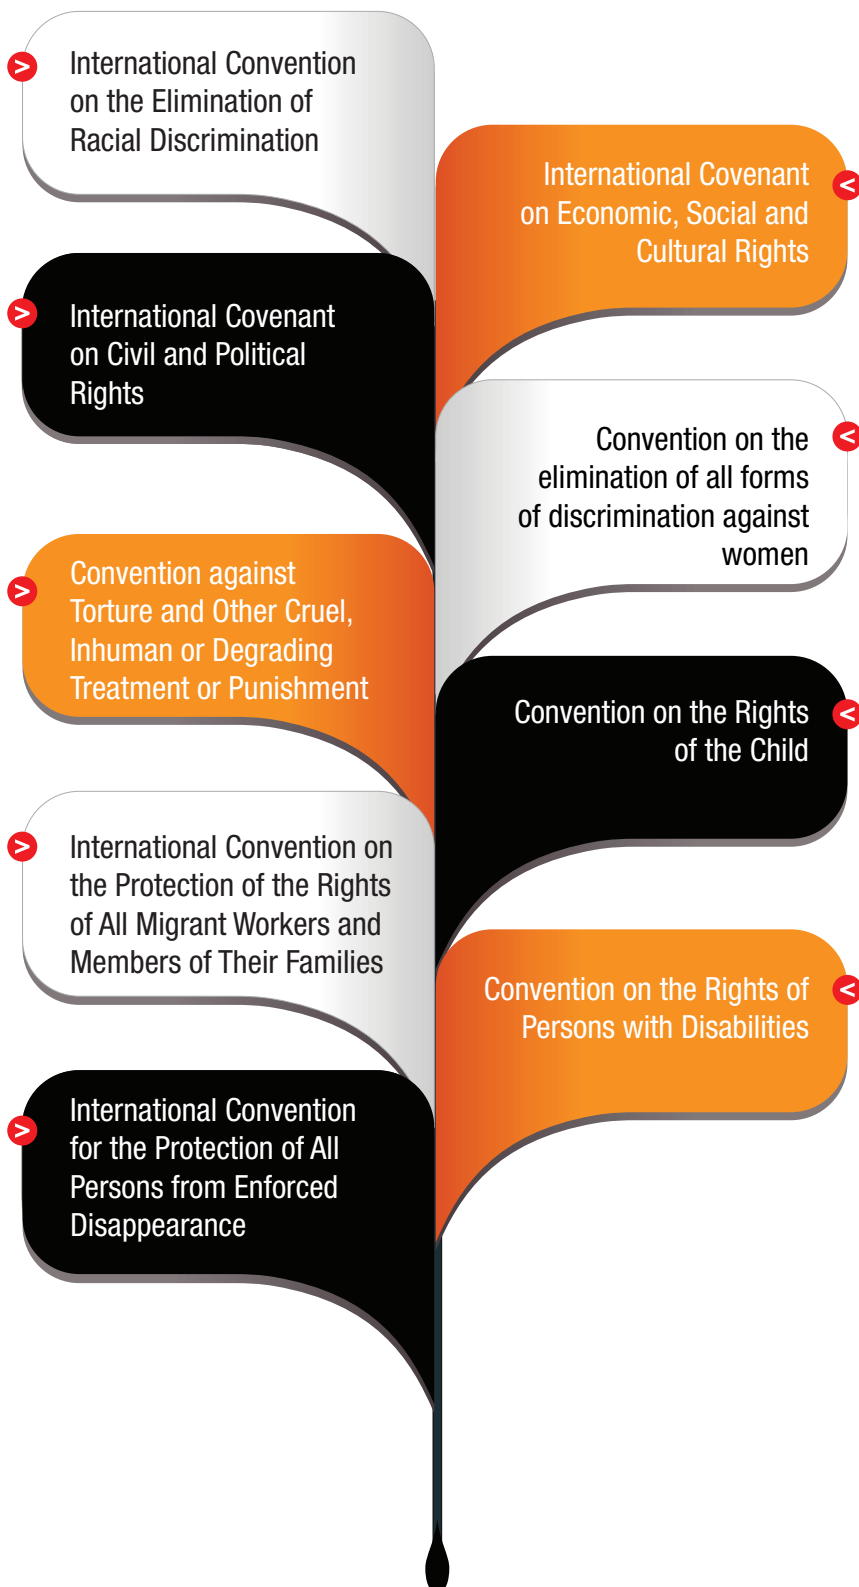 International Convention
on the Elimination of
Racial Discrimination
International Covenant
on Economic, Social and
Cultural Rights
International Covenant
on Civil and Political
Rights
Convention on the
elimination of all forms
of discrimination against
women
Convention against
Torture and Other Cruel,
Inhuman or Degrading
Treatment or Punishment
Convention on the Rights
of the Child
International Convention on
the Protection of the Rights
of All Migrant Workers and
Members of Their Families
Convention on the Rights of
Persons with Disabilities
International Convention
for the Protection of All
Persons from Enforced
Disappearance